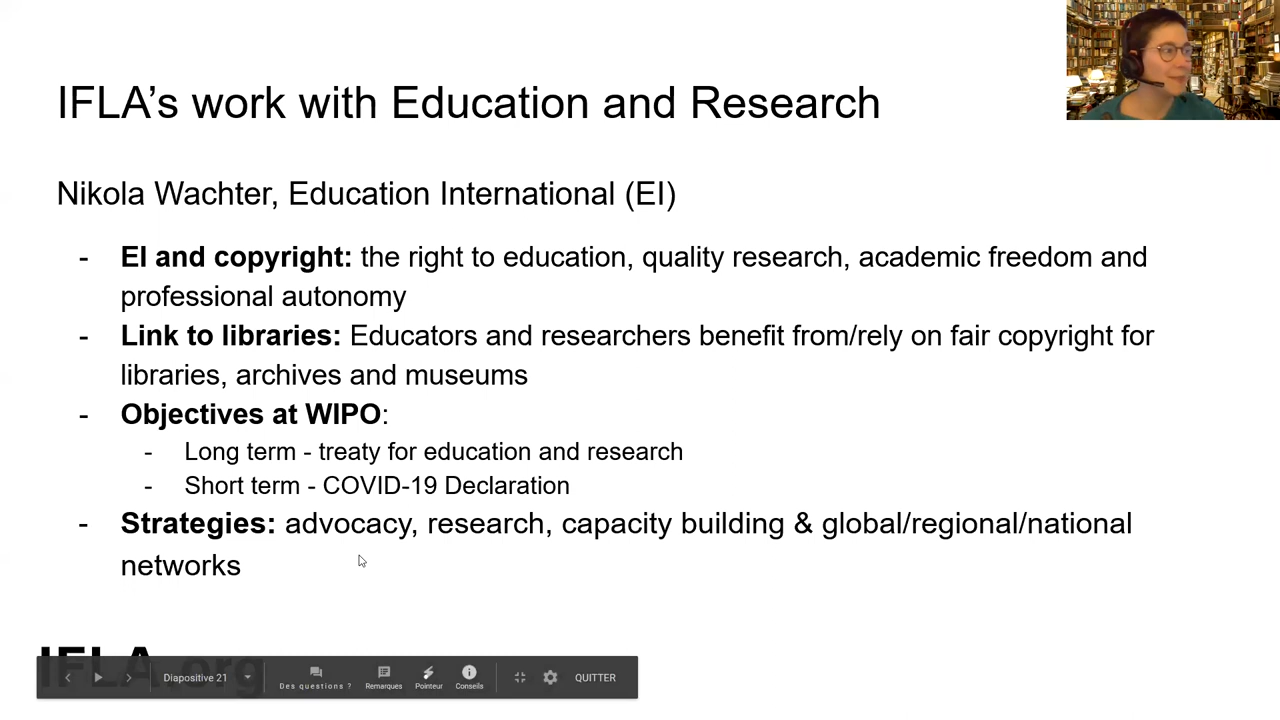 IFLA’s work with Education and Research
Nikola Wachter, Education International (EI)
- EI and copyright: the right to education, quality research, academic freedom and
professional autonomy
- Link to libraries: Educators and researchers benefit from/rely on fair copyright for
libraries, archives and museums
- Objectives at WIPO:
- Long term - treaty for education and research
- Short term - COVID-19 Declaration
- Strategies: advocacy, research, capacity building & global/regional/national
networks
IFLA.org
Diapositive 21
Des questions ?
Remarques
Pointeur
Conseils
QUITTER